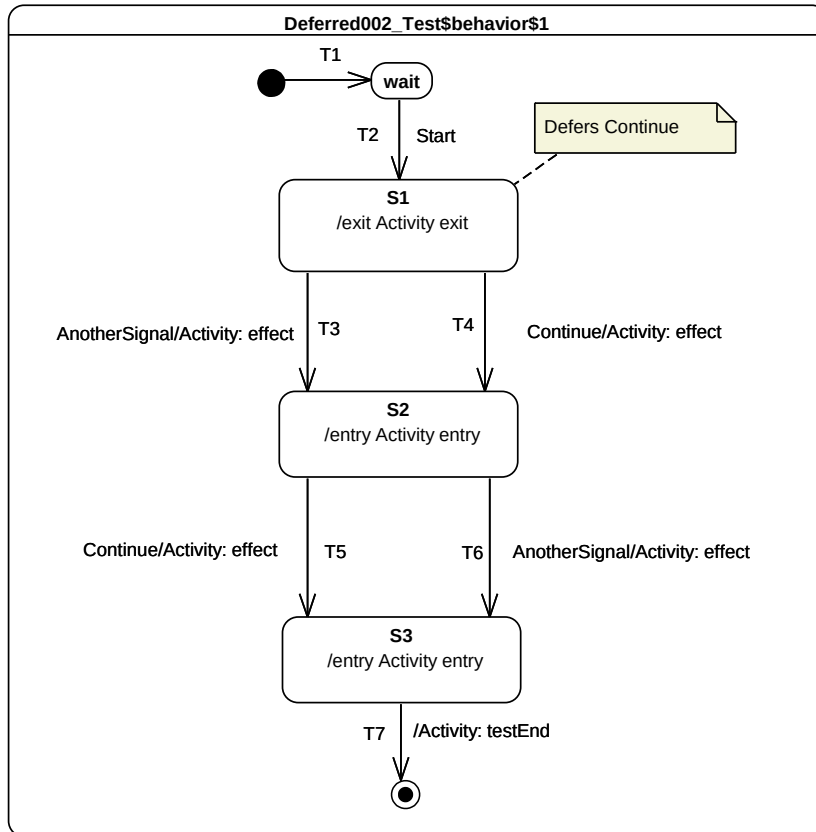 Deferred002_Test$behavior$1
T1
wait
T2 Start
Defers Continue
S1
/exit Activity exit
AnotherSignal/Activity: effect T3
T4 Continue/Activity: effect
S2
/entry Activity entry
Continue/Activity: effect T5
T6 AnotherSignal/Activity: effect
S3
/entry Activity entry
T7 /Activity: testEnd